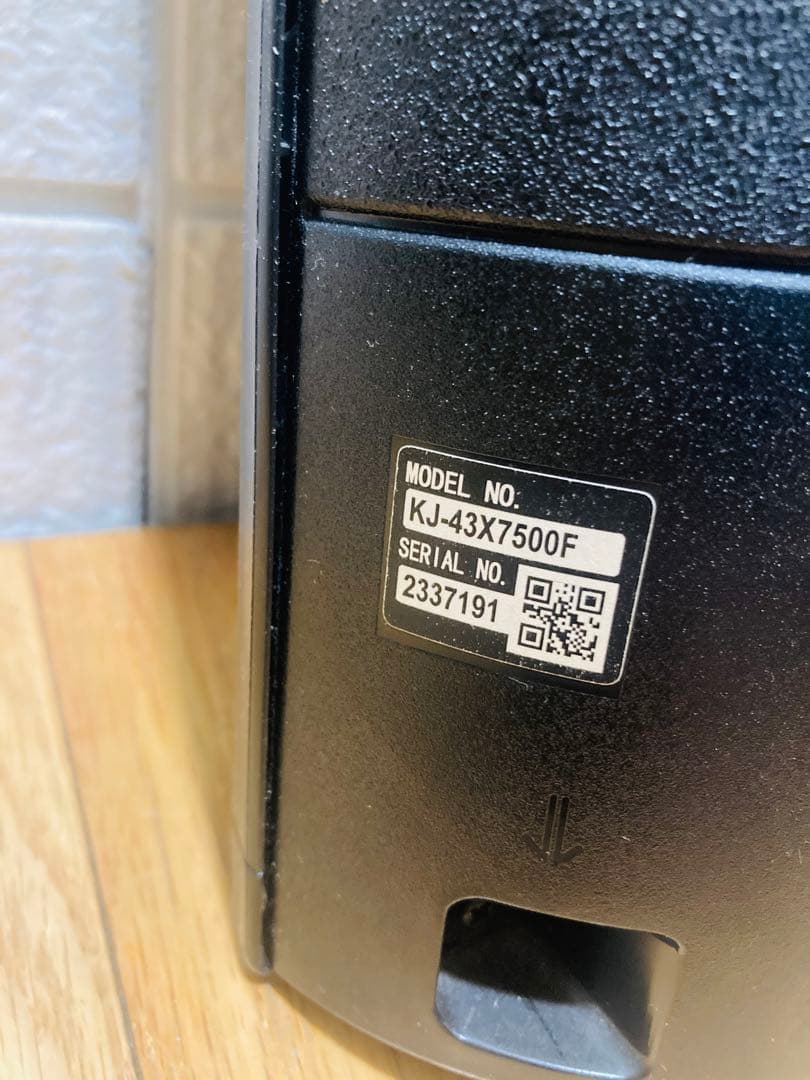 MODEL NO.
KJ-43X7500F
SERIAL NO.
2337191